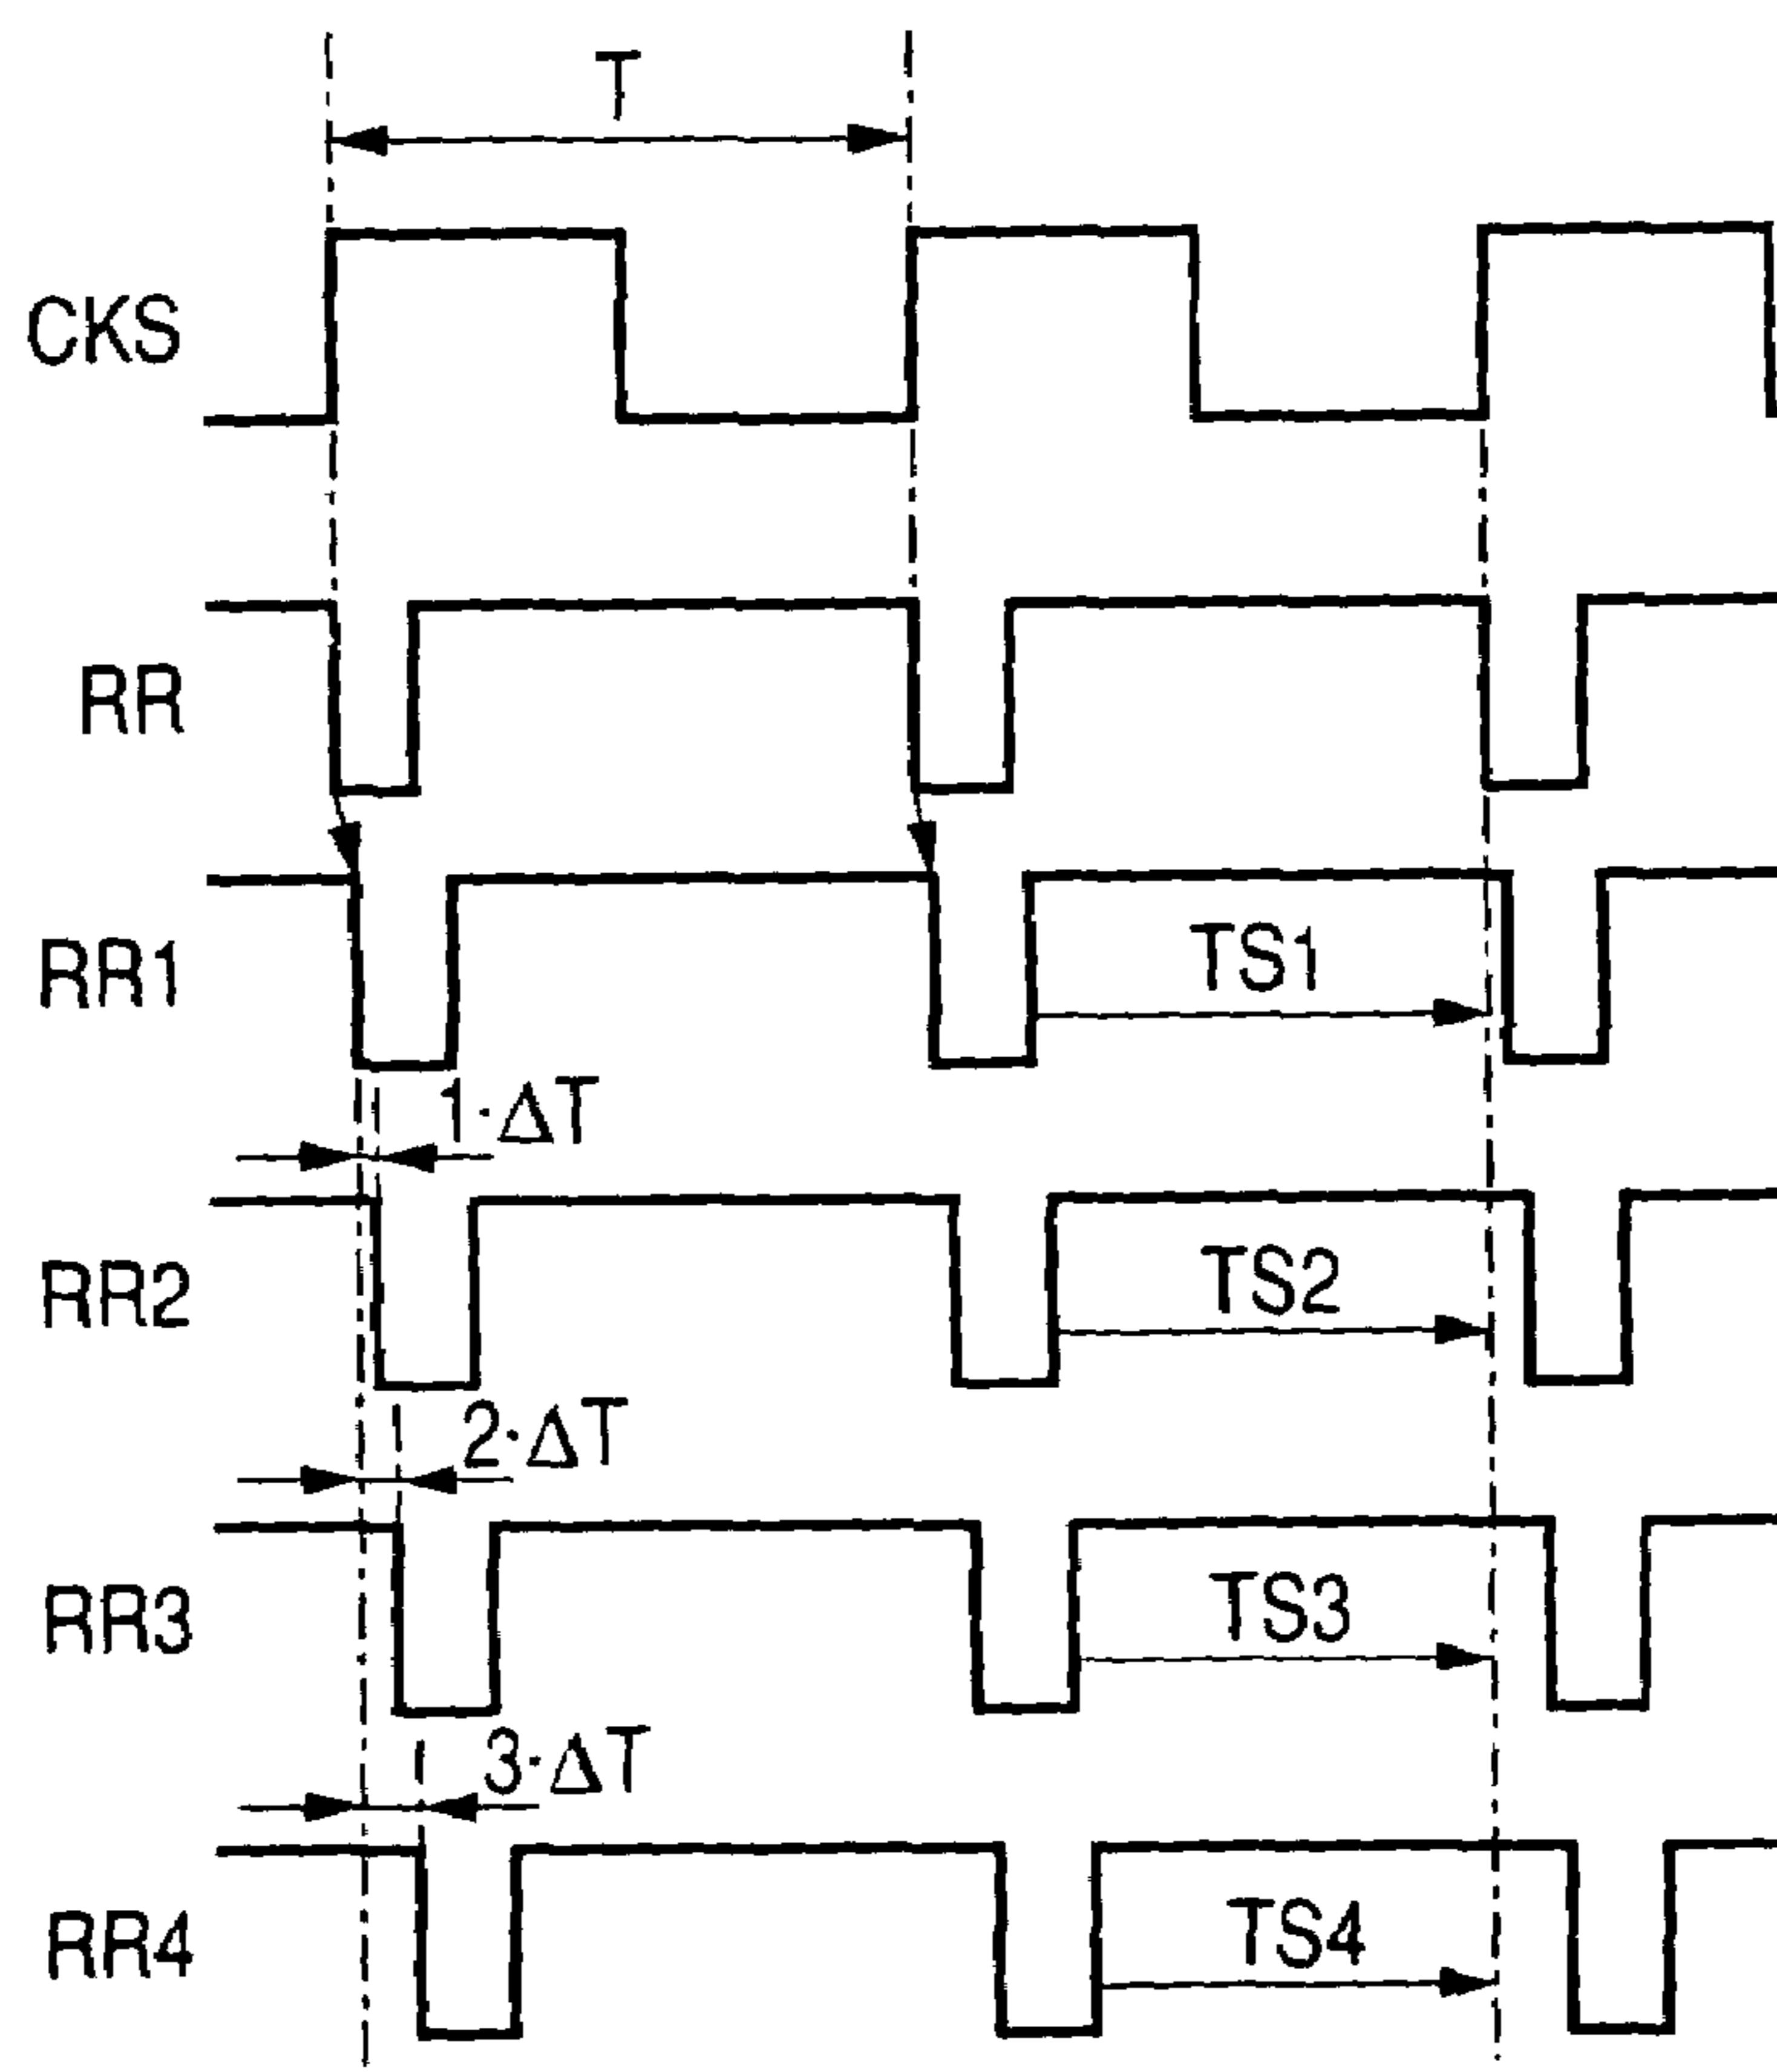 T
CKS
RR
RR1
TS1
1·ΔT
RR2
TS2
2·ΔT
RR3
TS3
3·ΔT
RR4
TS4